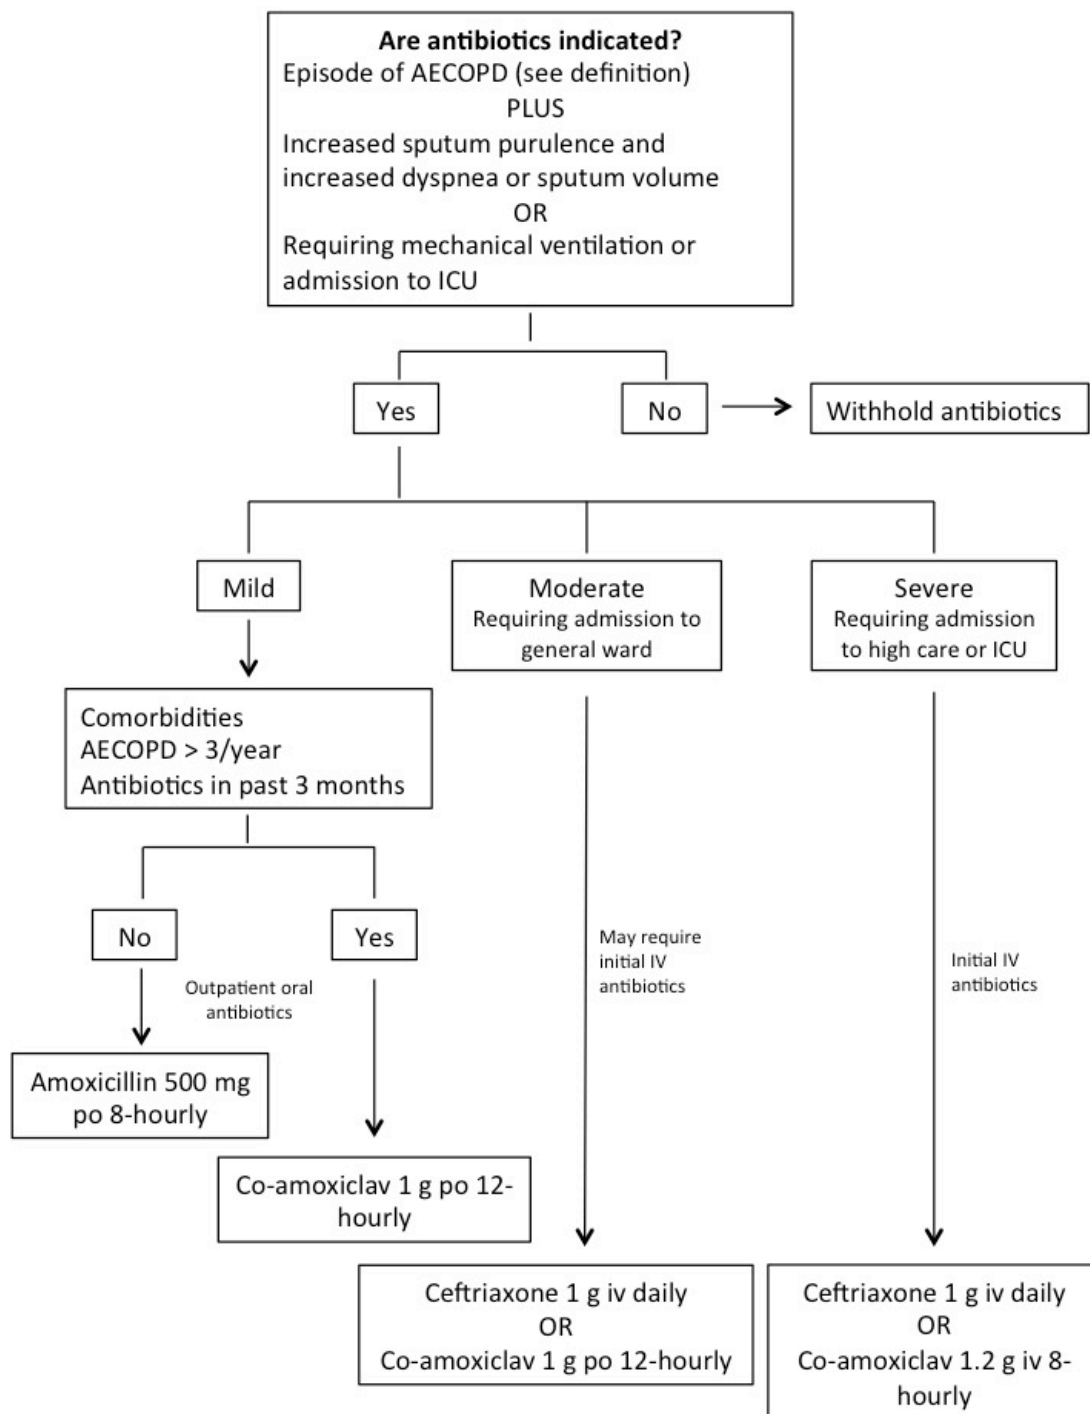 Are antibiotics indicated?
Episode of AECOPD (see definition)
PLUS
Increased sputum purulence and
increased dyspnea or sputum volume
OR
Requiring mechanical ventilation or
admission to ICU
Yes
No
Withhold antibiotics
Mild
Moderate
Requiring admission to
general ward
Severe
Requiring admission
to high care or ICU
Comorbidities
AECOPD > 3/year
Antibiotics in past 3 months
No
Yes
Outpatient oral
antibiotics
May require
initial IV
antibiotics
Initial IV
antibiotics
Amoxicillin 500 mg
po 8-hourly
Co-amoxiclav 1 g po 12-
hourly
Ceftriaxone 1 g iv daily
OR
Co-amoxiclav 1 g po 12-hourly
Ceftriaxone 1 g iv daily
OR
Co-amoxiclav 1.2 g iv 8-
hourly